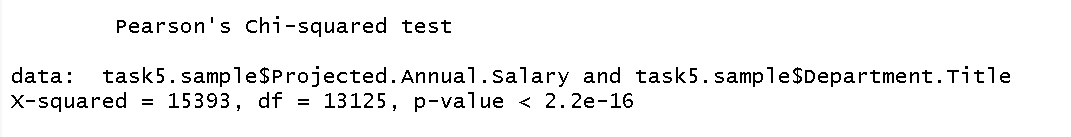 Pearson's Chi-squared test
data:  task5.sample$Projected.Annual.Salary and task5.sample$Department.Title
X-squared = 15393, df = 13125, p-value < 2.2e-16